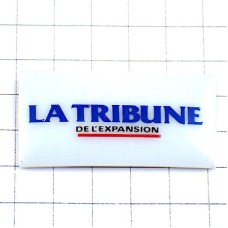 LA TRIBUNE
DE L'EXPANSION